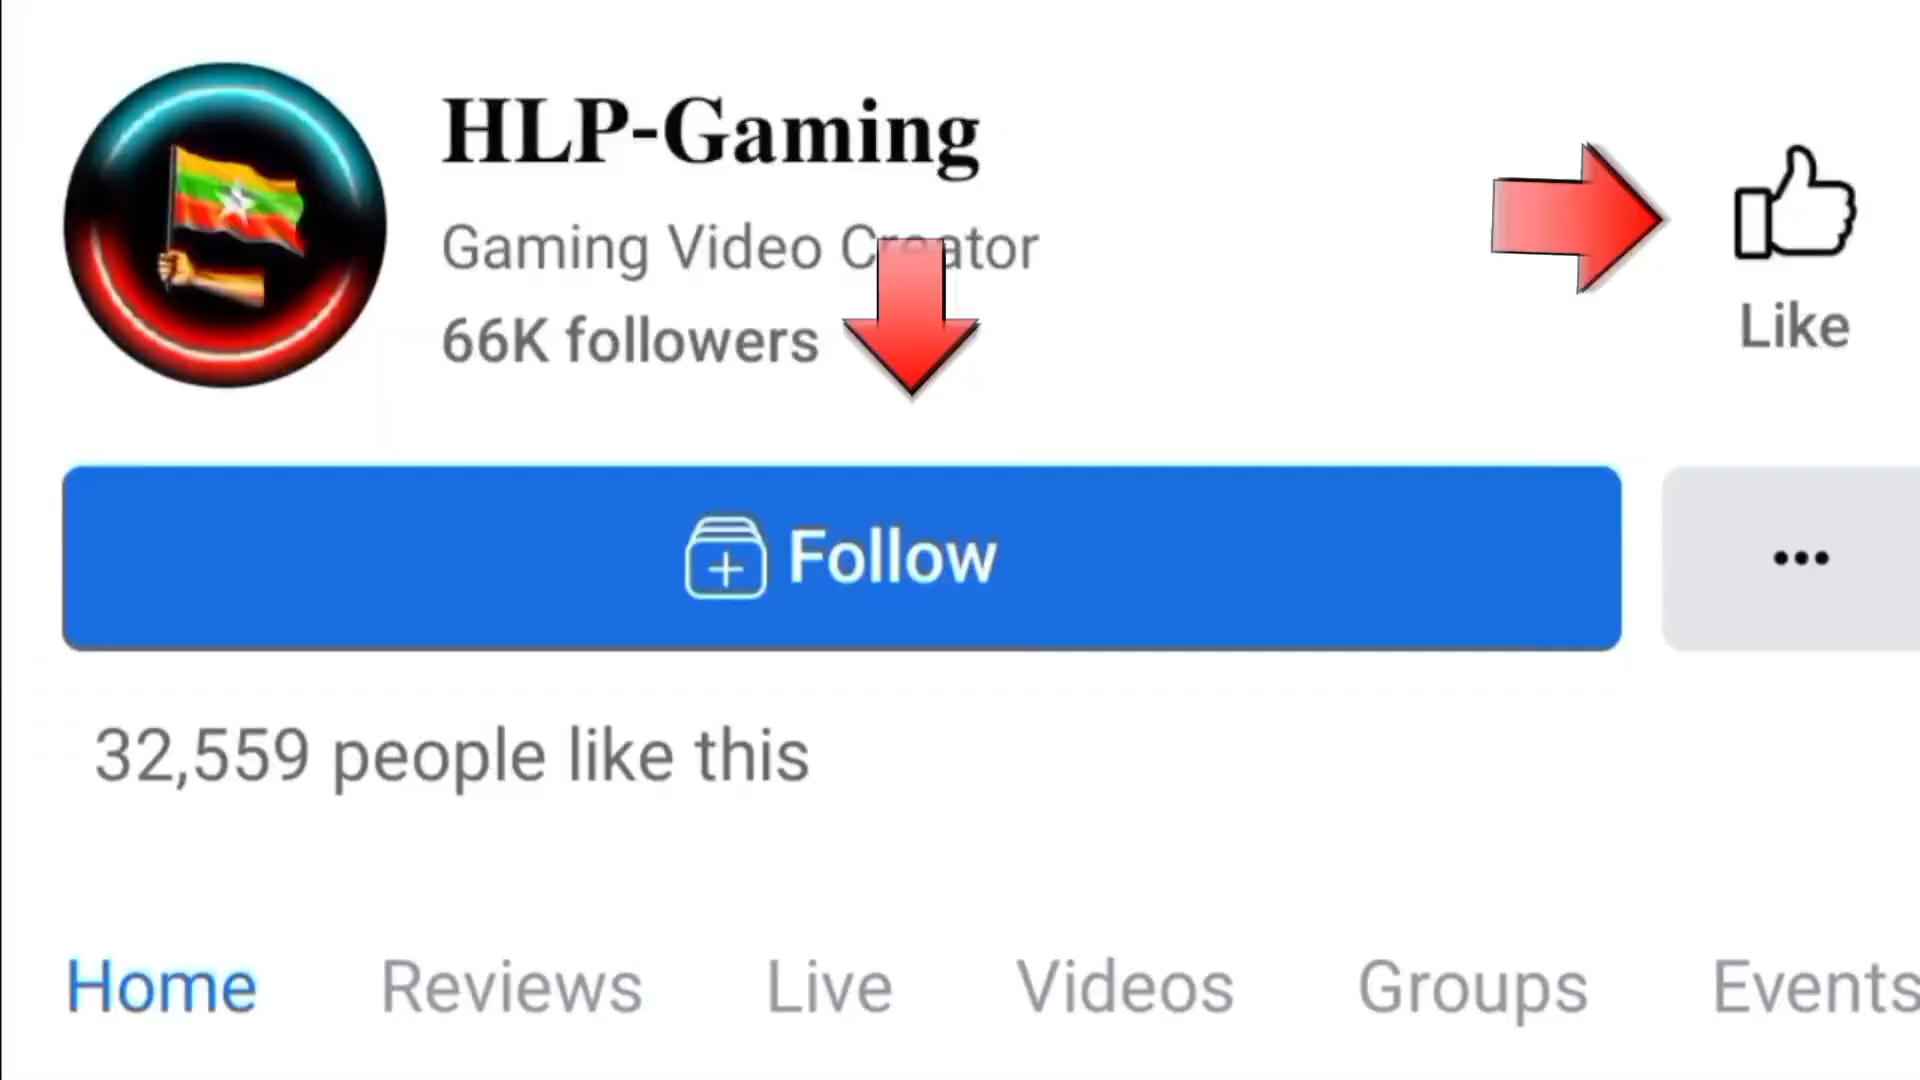 HLP-Gaming
Gaming Video Creator
66K followers
Like
Follow
32,559 people like this
Home Reviews Live Videos Groups Events